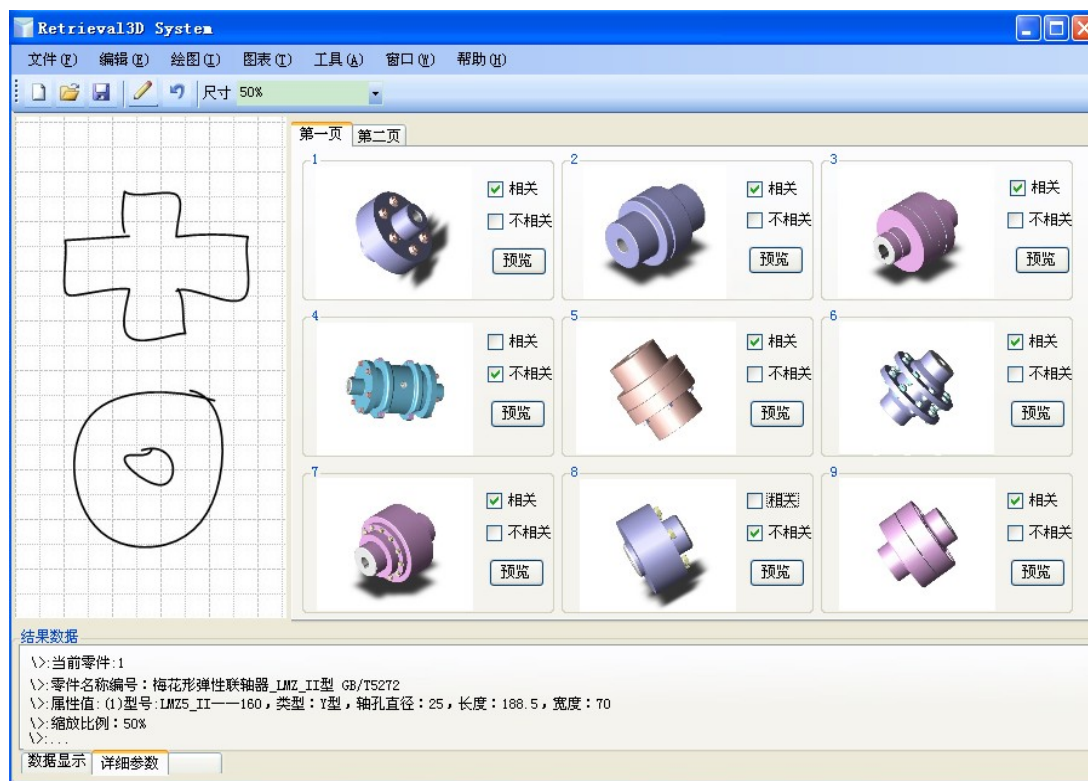 Retrieval3D System
文件(F) 编辑(E) 绘图(I) 图表(T) 工具(A) 窗口(W) 帮助(H)
尺寸 50%
第一页 第二页
1 2 3
相关 相关 相关
不相关 不相关 不相关
预览 预览 预览
4 5 6
相关 相关 相关
不相关 不相关 不相关
预览 预览 预览
7 8 9
相关 相关 相关
不相关 不相关 不相关
预览 预览 预览
结果数据
\>:当前零件:1
\>:零件名称编号:梅花形弹性联轴器_LMZ_II型 GB/T5272
\>:属性值:(1)型号:LMZ5_II——160,类型:Y型,轴孔直径:25,长度:188.5,宽度:70
\>:缩放比例:50%
\>:...
数据显示 详细参数